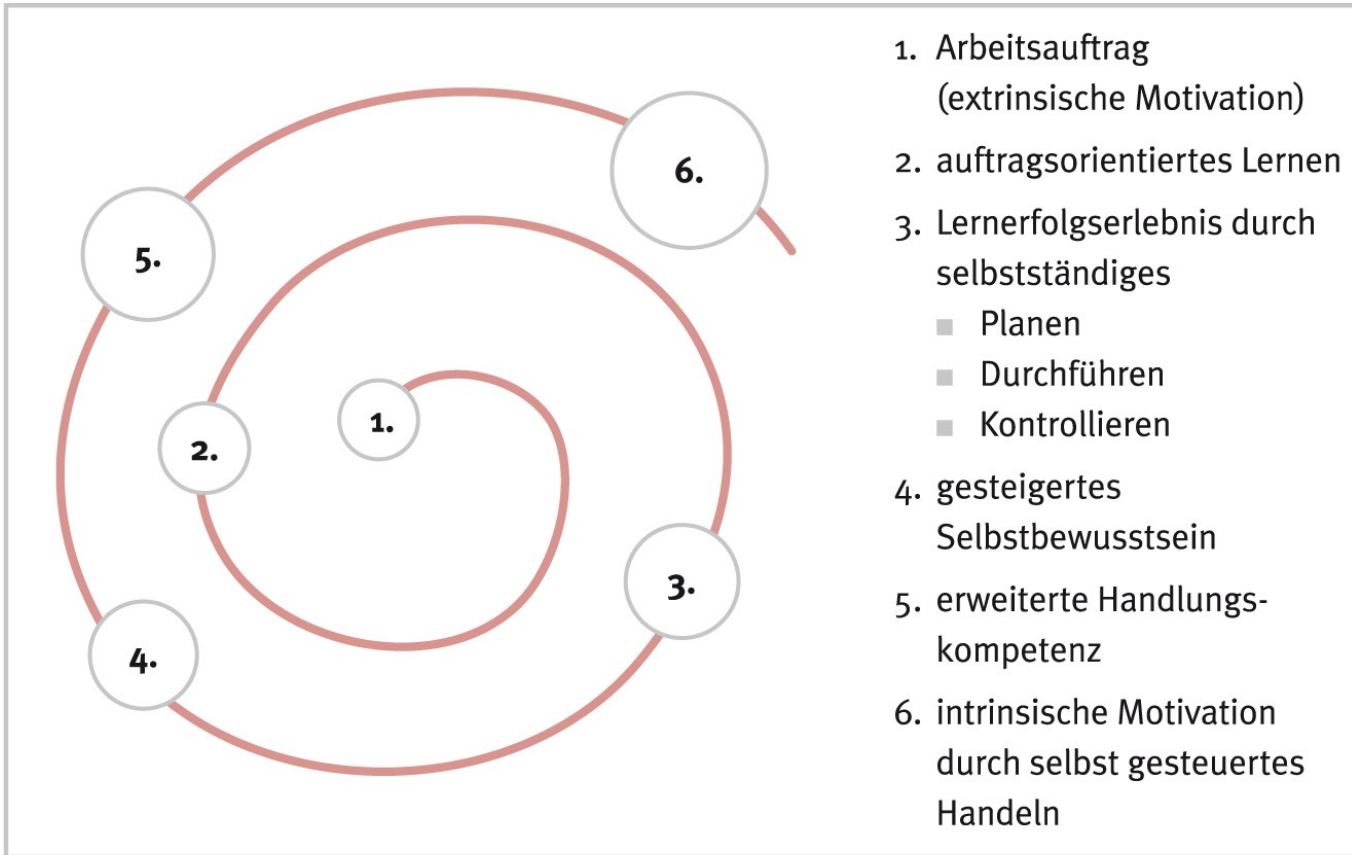 1. Arbeitsauftrag
(extrinsische Motivation)
2. auftragsorientiertes Lernen
3. Lernerfolgserlebnis durch
selbstständiges
■ Planen
■ Durchführen
■ Kontrollieren
4. gesteigertes
Selbstbewusstsein
5. erweiterte Handlungs-
kompetenz
6. intrinsische Motivation
durch selbst gesteuertes
Handeln
6.
5.
1.
2.
3.
4.